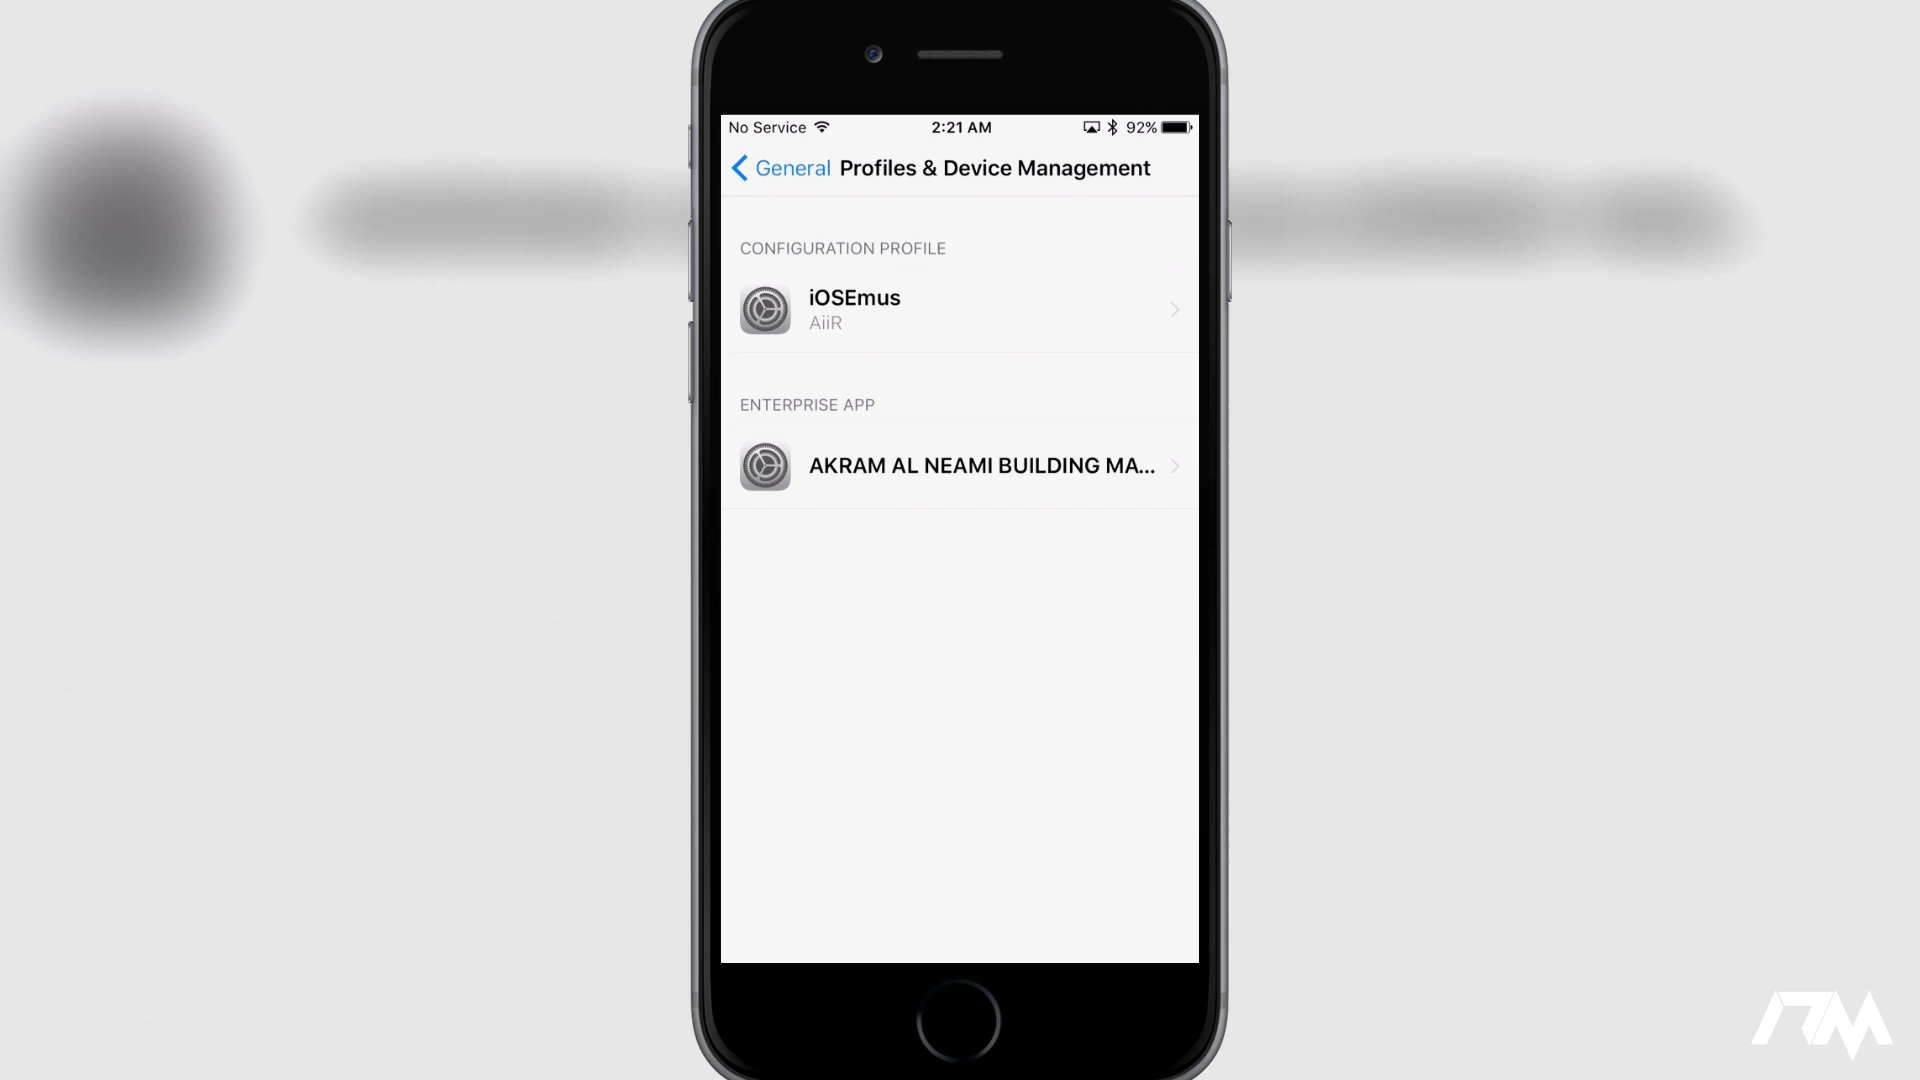 No Service 2:21 AM 92%
General Profiles & Device Management
CONFIGURATION PROFILE
iOSEmus
AiiR
ENTERPRISE APP
AKRAM AL NEAMI BUILDING MA...